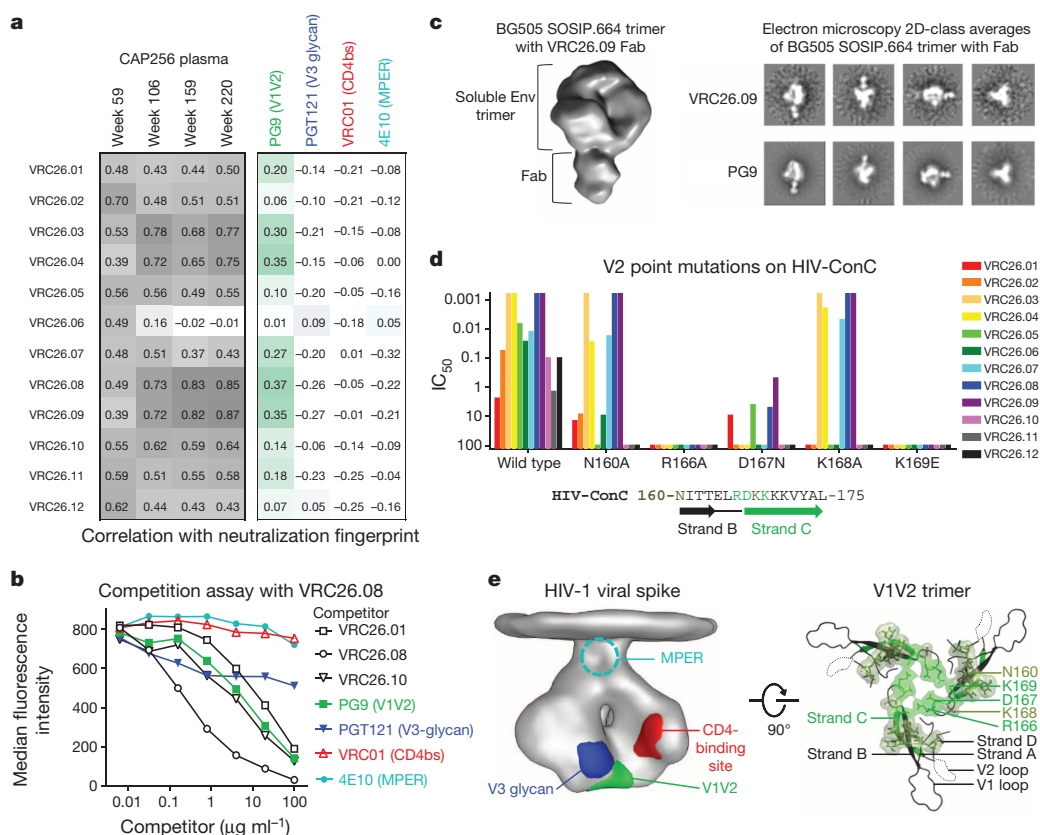 a
CAP256 plasma
Week 59
Week 106
Week 159
Week 220
PG9 (V1V2)
PGT121 (V3 glycan)
VRC01 (CD4bs)
4E10 (MPER)
VRC26.01 0.48 0.43 0.44 0.50 0.20 −0.14 −0.21 −0.08
VRC26.02 0.70 0.48 0.51 0.51 0.06 −0.10 −0.21 −0.12
VRC26.03 0.53 0.78 0.68 0.77 0.30 −0.21 −0.15 −0.08
VRC26.04 0.39 0.72 0.65 0.75 0.35 −0.15 −0.06 0.00
VRC26.05 0.56 0.56 0.49 0.55 0.10 −0.20 −0.05 −0.16
VRC26.06 0.49 0.16 −0.02 −0.01 0.01 0.09 −0.18 0.05
VRC26.07 0.48 0.51 0.37 0.43 0.27 −0.20 0.01 −0.32
VRC26.08 0.49 0.73 0.83 0.85 0.37 −0.26 −0.05 −0.22
VRC26.09 0.39 0.72 0.82 0.87 0.35 −0.27 −0.01 −0.21
VRC26.10 0.55 0.62 0.59 0.64 0.14 −0.06 −0.14 −0.09
VRC26.11 0.59 0.51 0.55 0.58 0.18 −0.23 −0.25 −0.04
VRC26.12 0.62 0.44 0.43 0.43 0.07 0.05 −0.25 −0.16
Correlation with neutralization fingerprint
b
Competition assay with VRC26.08
Median fluorescence
intensity
800
600
400
200
0
0.01 0.1 1 10 100
Competitor (μg ml−1)
Competitor
VRC26.01
VRC26.08
VRC26.10
PG9 (V1V2)
PGT121 (V3-glycan)
VRC01 (CD4bs)
4E10 (MPER)
c
BG505 SOSIP.664 trimer
with VRC26.09 Fab
Soluble Env
trimer
Fab
Electron microscopy 2D-class averages
of BG505 SOSIP.664 trimer with Fab
VRC26.09
PG9
d
V2 point mutations on HIV-ConC
IC50
0.001
0.01
0.1
1
10
100
Wild type N160A R166A D167N K168A K169E
VRC26.01
VRC26.02
VRC26.03
VRC26.04
VRC26.05
VRC26.06
VRC26.07
VRC26.08
VRC26.09
VRC26.10
VRC26.11
VRC26.12
HIV-ConC 160-NITTELRDKKKKVYAL-175
Strand B Strand C
e
HIV-1 viral spike
MPER
CD4-
binding
site
V3 glycan
V1V2
90°
V1V2 trimer
N160
K169
D167
K168
R166
Strand C
Strand B
Strand D
Strand A
V2 loop
V1 loop